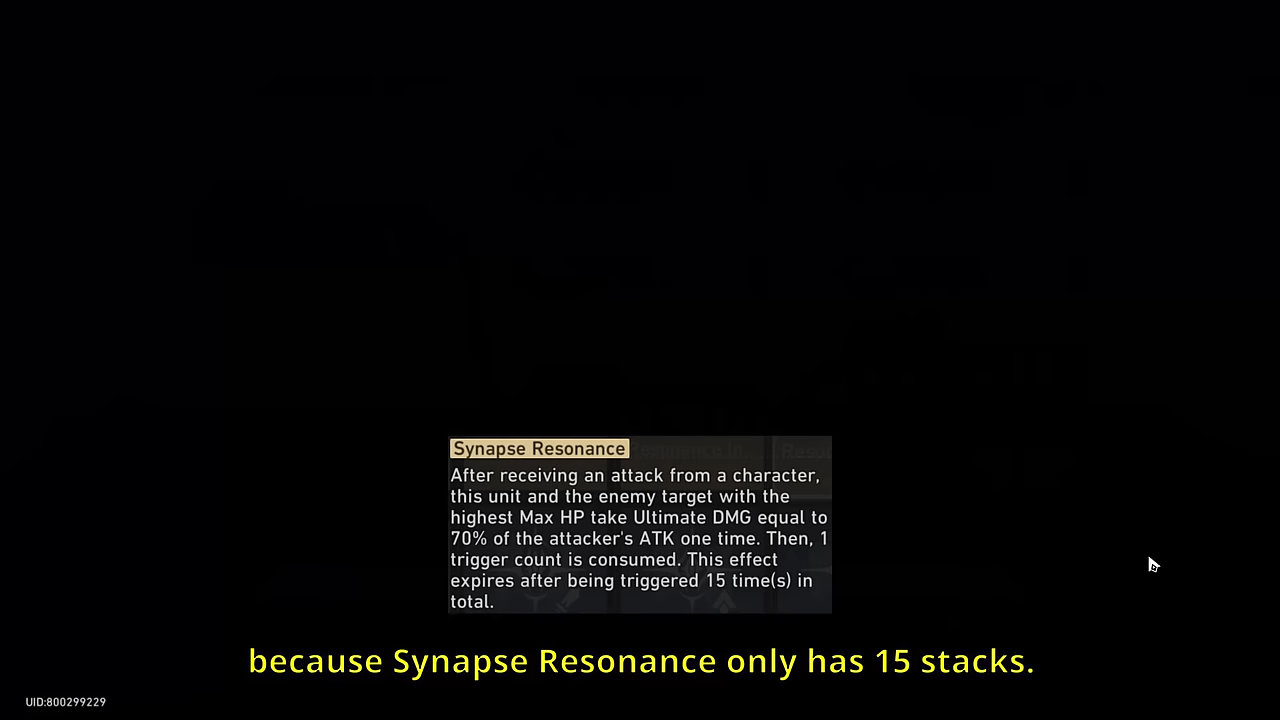 Synapse Resonance
After receiving an attack from a character,
this unit and the enemy target with the
highest Max HP take Ultimate DMG equal to
70% of the attacker's ATK one time. Then, 1
trigger count is consumed. This effect
expires after being triggered 15 time(s) in
total.
because Synapse Resonance only has 15 stacks.
UID:800299229